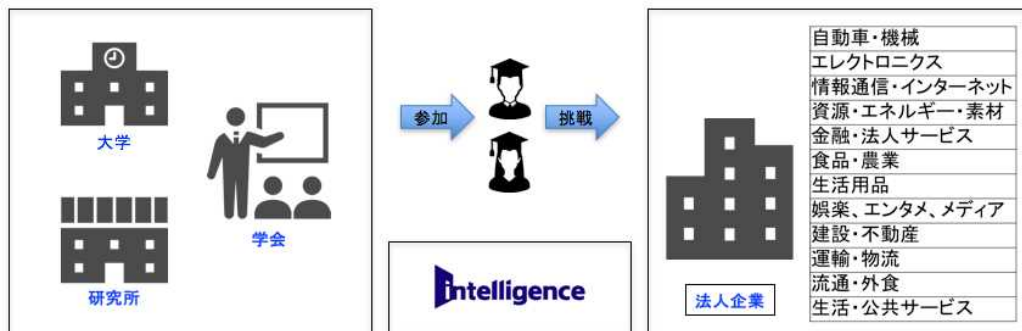 大学
学会
研究所
参加
挑戦
intelligence
法人企業
自動車・機械
エレクトロニクス
情報通信・インターネット
資源・エネルギー・素材
金融・法人サービス
食品・農業
生活用品
娯楽、エンタメ、メディア
建設・不動産
運輸・物流
流通・外食
生活・公共サービス